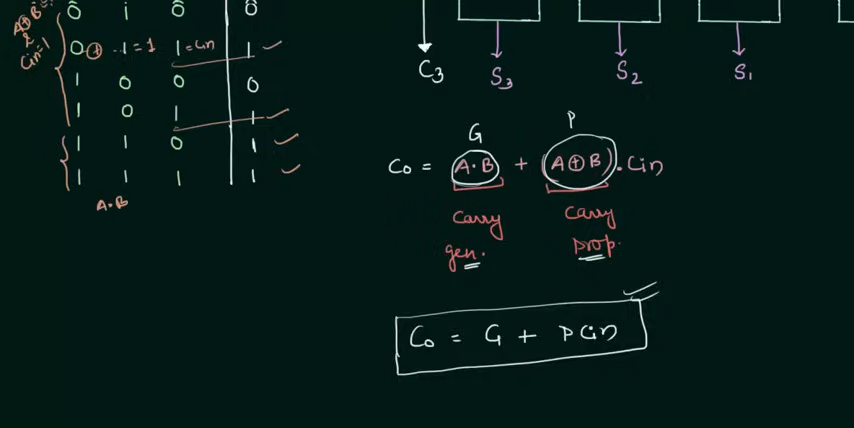 0 1 0 0
A⊕B
&
Cin=1
0 ⊕ 1 = 1 1 = Cin 1 ✓
1 0 0 0
1 0 1 1 ✓
1 1 0 1 ✓
1 1 1 1 ✓
A·B
C3 S3 S2 S1
G P
Co = A·B + (A⊕B).Cin
Carry Carry
gen. prop.
Co = G + PCin